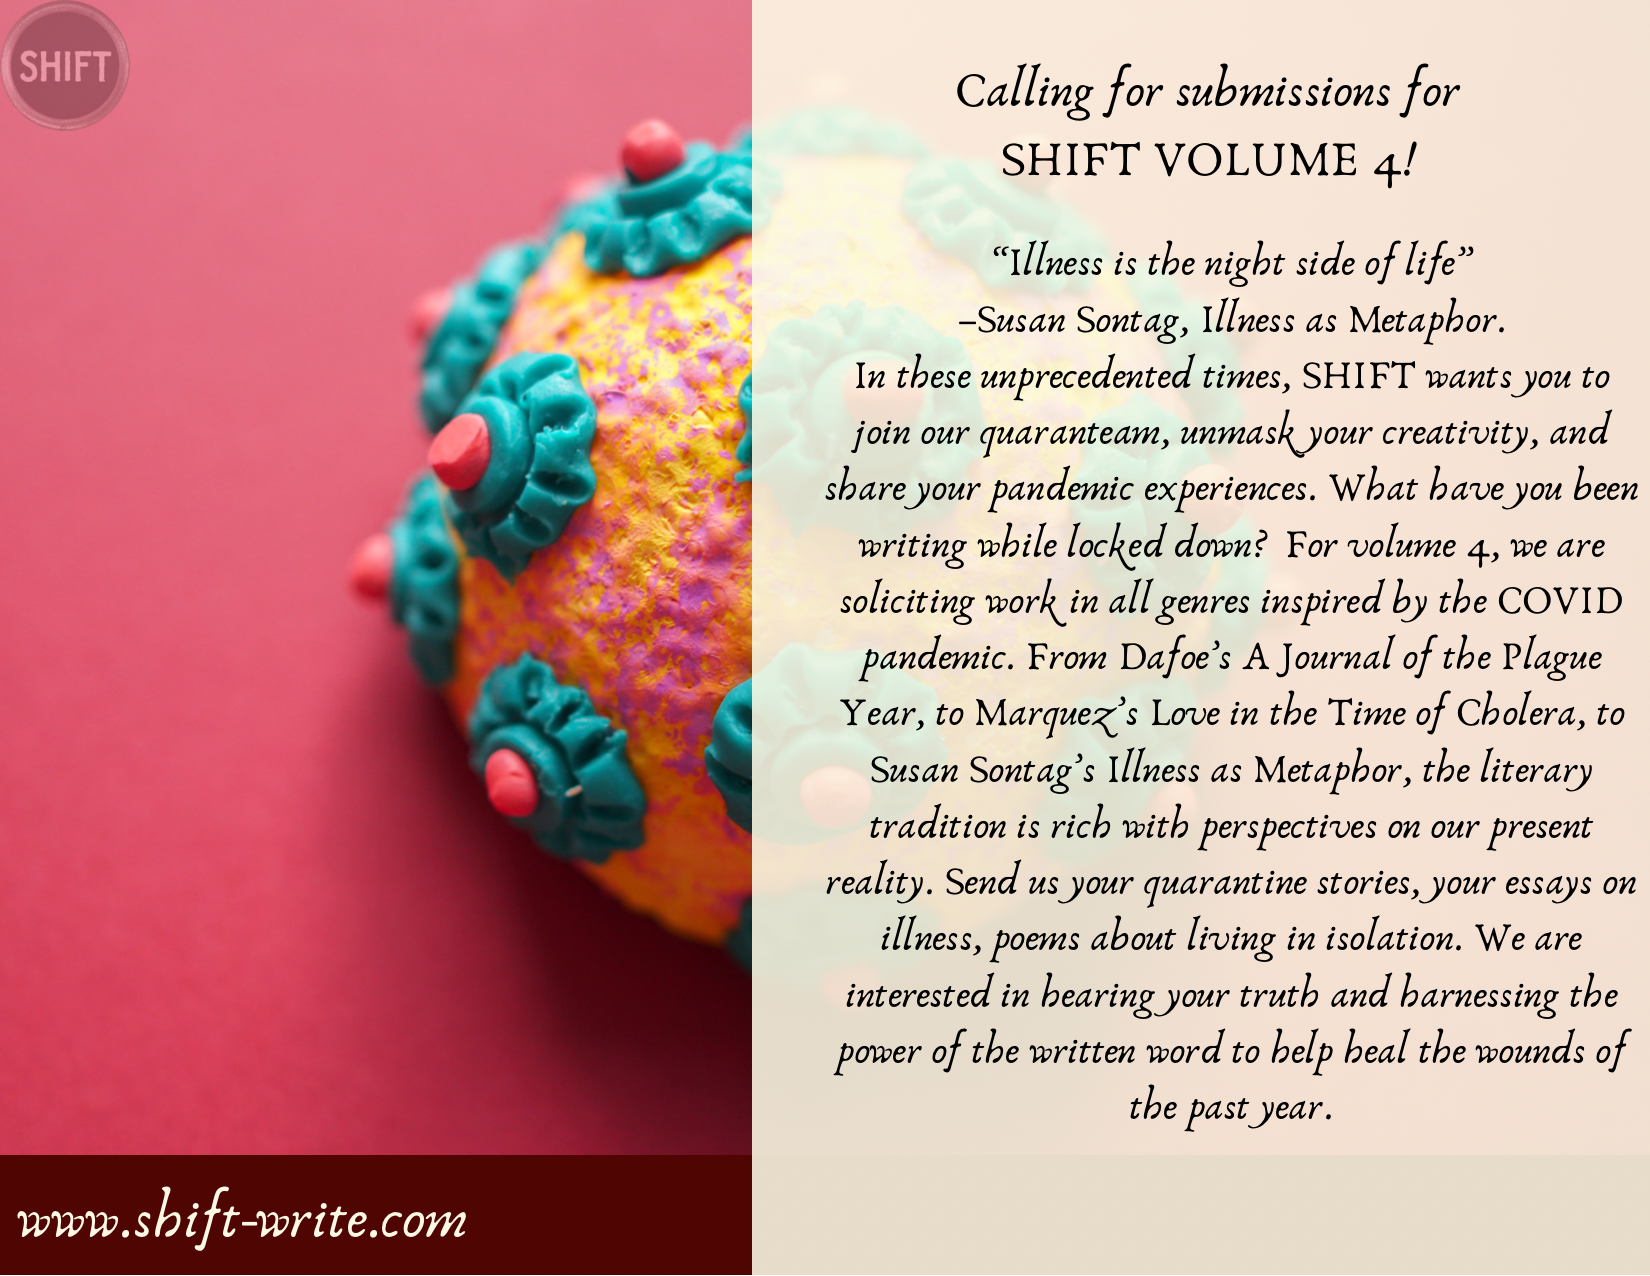 SHIFT
Calling for submissions for
SHIFT VOLUME 4!
“Illness is the night side of life”
–Susan Sontag, Illness as Metaphor.
In these unprecedented times, SHIFT wants you to
join our quaranteam, unmask your creativity, and
share your pandemic experiences. What have you been
writing while locked down? For volume 4, we are
soliciting work in all genres inspired by the COVID
pandemic. From Dafoe’s A Journal of the Plague
Year, to Marquez’s Love in the Time of Cholera, to
Susan Sontag’s Illness as Metaphor, the literary
tradition is rich with perspectives on our present
reality. Send us your quarantine stories, your essays on
illness, poems about living in isolation. We are
interested in hearing your truth and harnessing the
power of the written word to help heal the wounds of
the past year.
www.shift-write.com